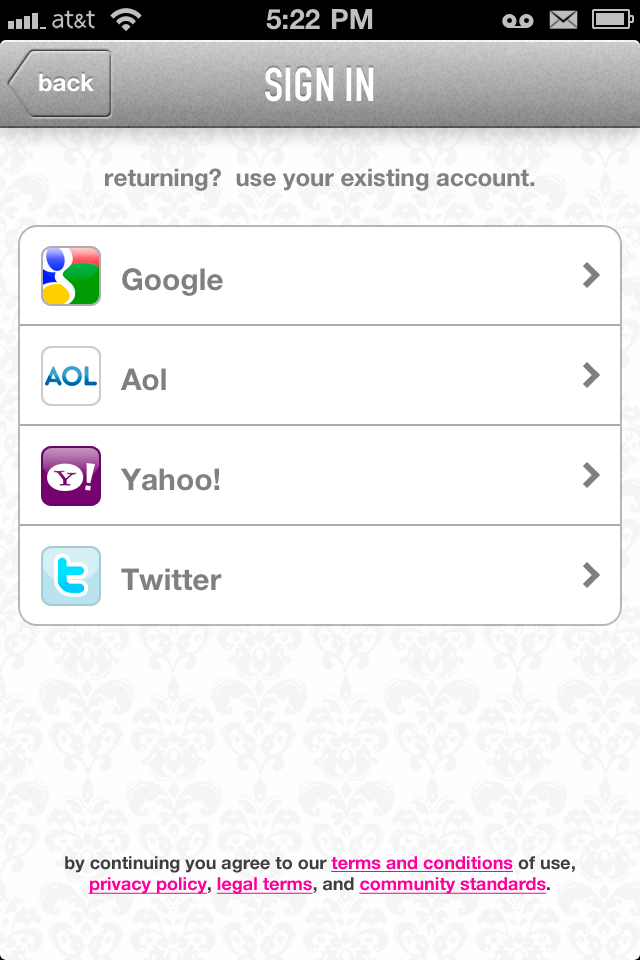 at&t 5:22 PM
back SIGN IN
returning? use your existing account.
Google
AOL Aol
Y! Yahoo!
t Twitter
by continuing you agree to our terms and conditions of use,
privacy policy, legal terms, and community standards.